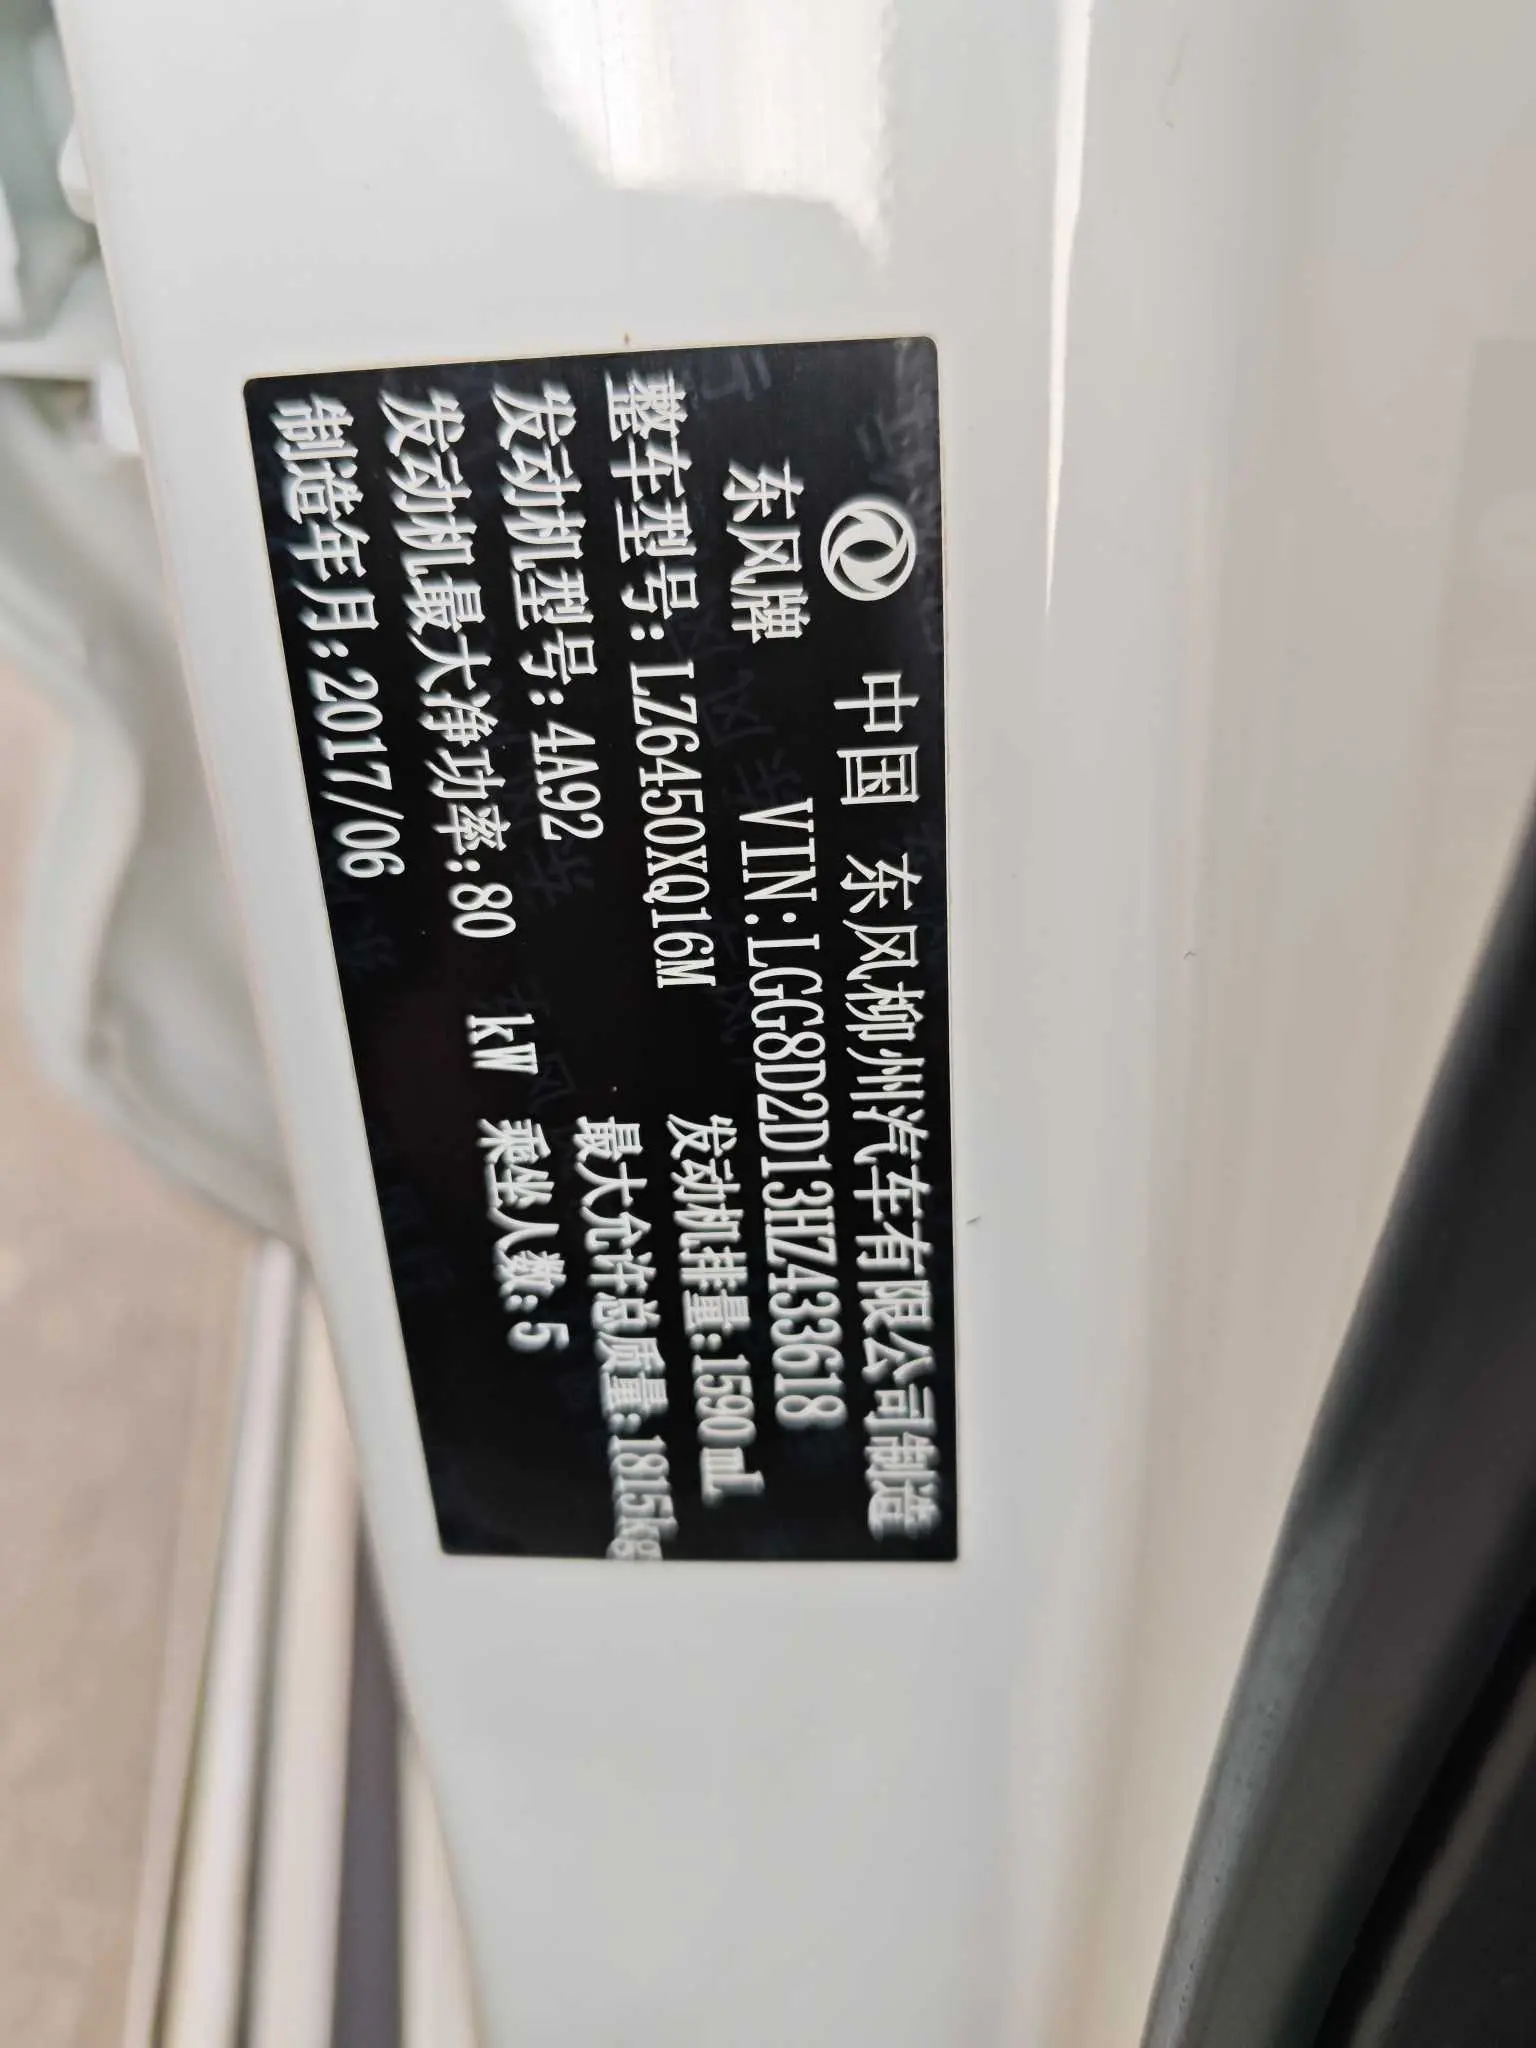 中国 东风柳州汽车有限公司制造
东风牌 VIN:LGG8D2D13HZ433618
整车型号:LZ6450XQ16M 发动机排量:1590mL
发动机型号:4A92 最大允许总质量:1815kg
发动机最大净功率:80 kW 乘坐人数:5
制造年月:2017/06